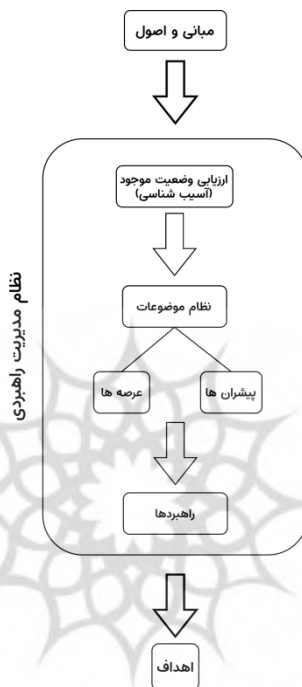 مبانی و اصول
ارزیابی وضعیت موجود
(آسیب شناسی)
نظام موضوعات
پیشران ها
عرصه ها
راهبردها
نظام مدیریت راهبردی
اهداف